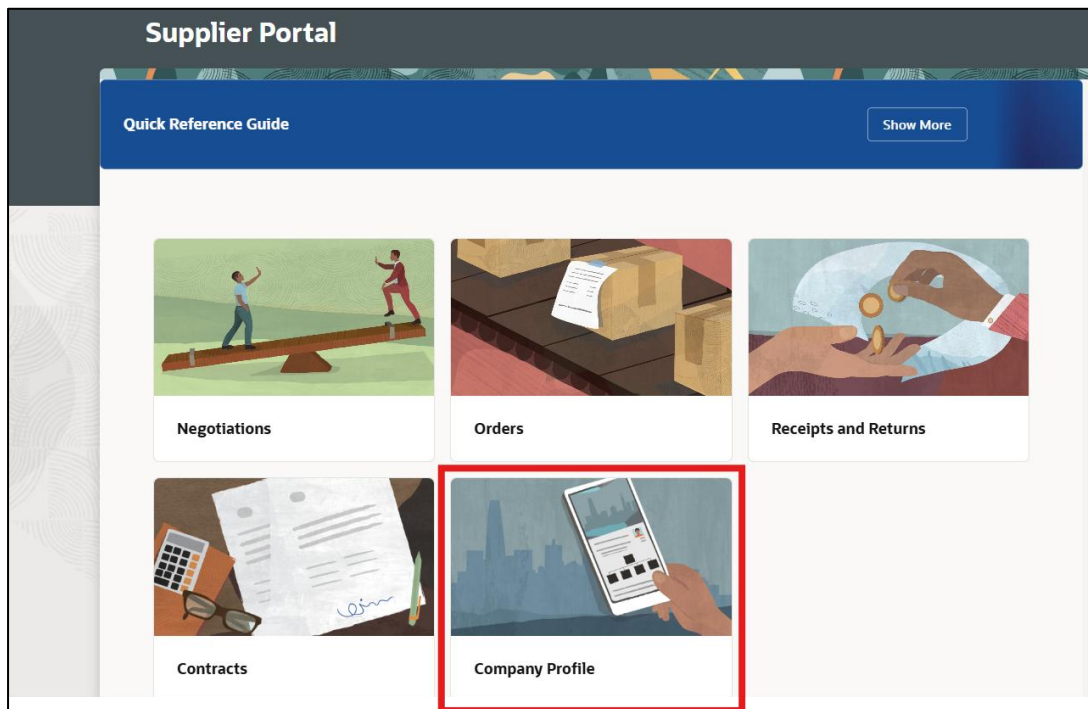 Supplier Portal
Quick Reference Guide
Show More
Negotiations
Orders
Receipts and Returns
Contracts
Company Profile